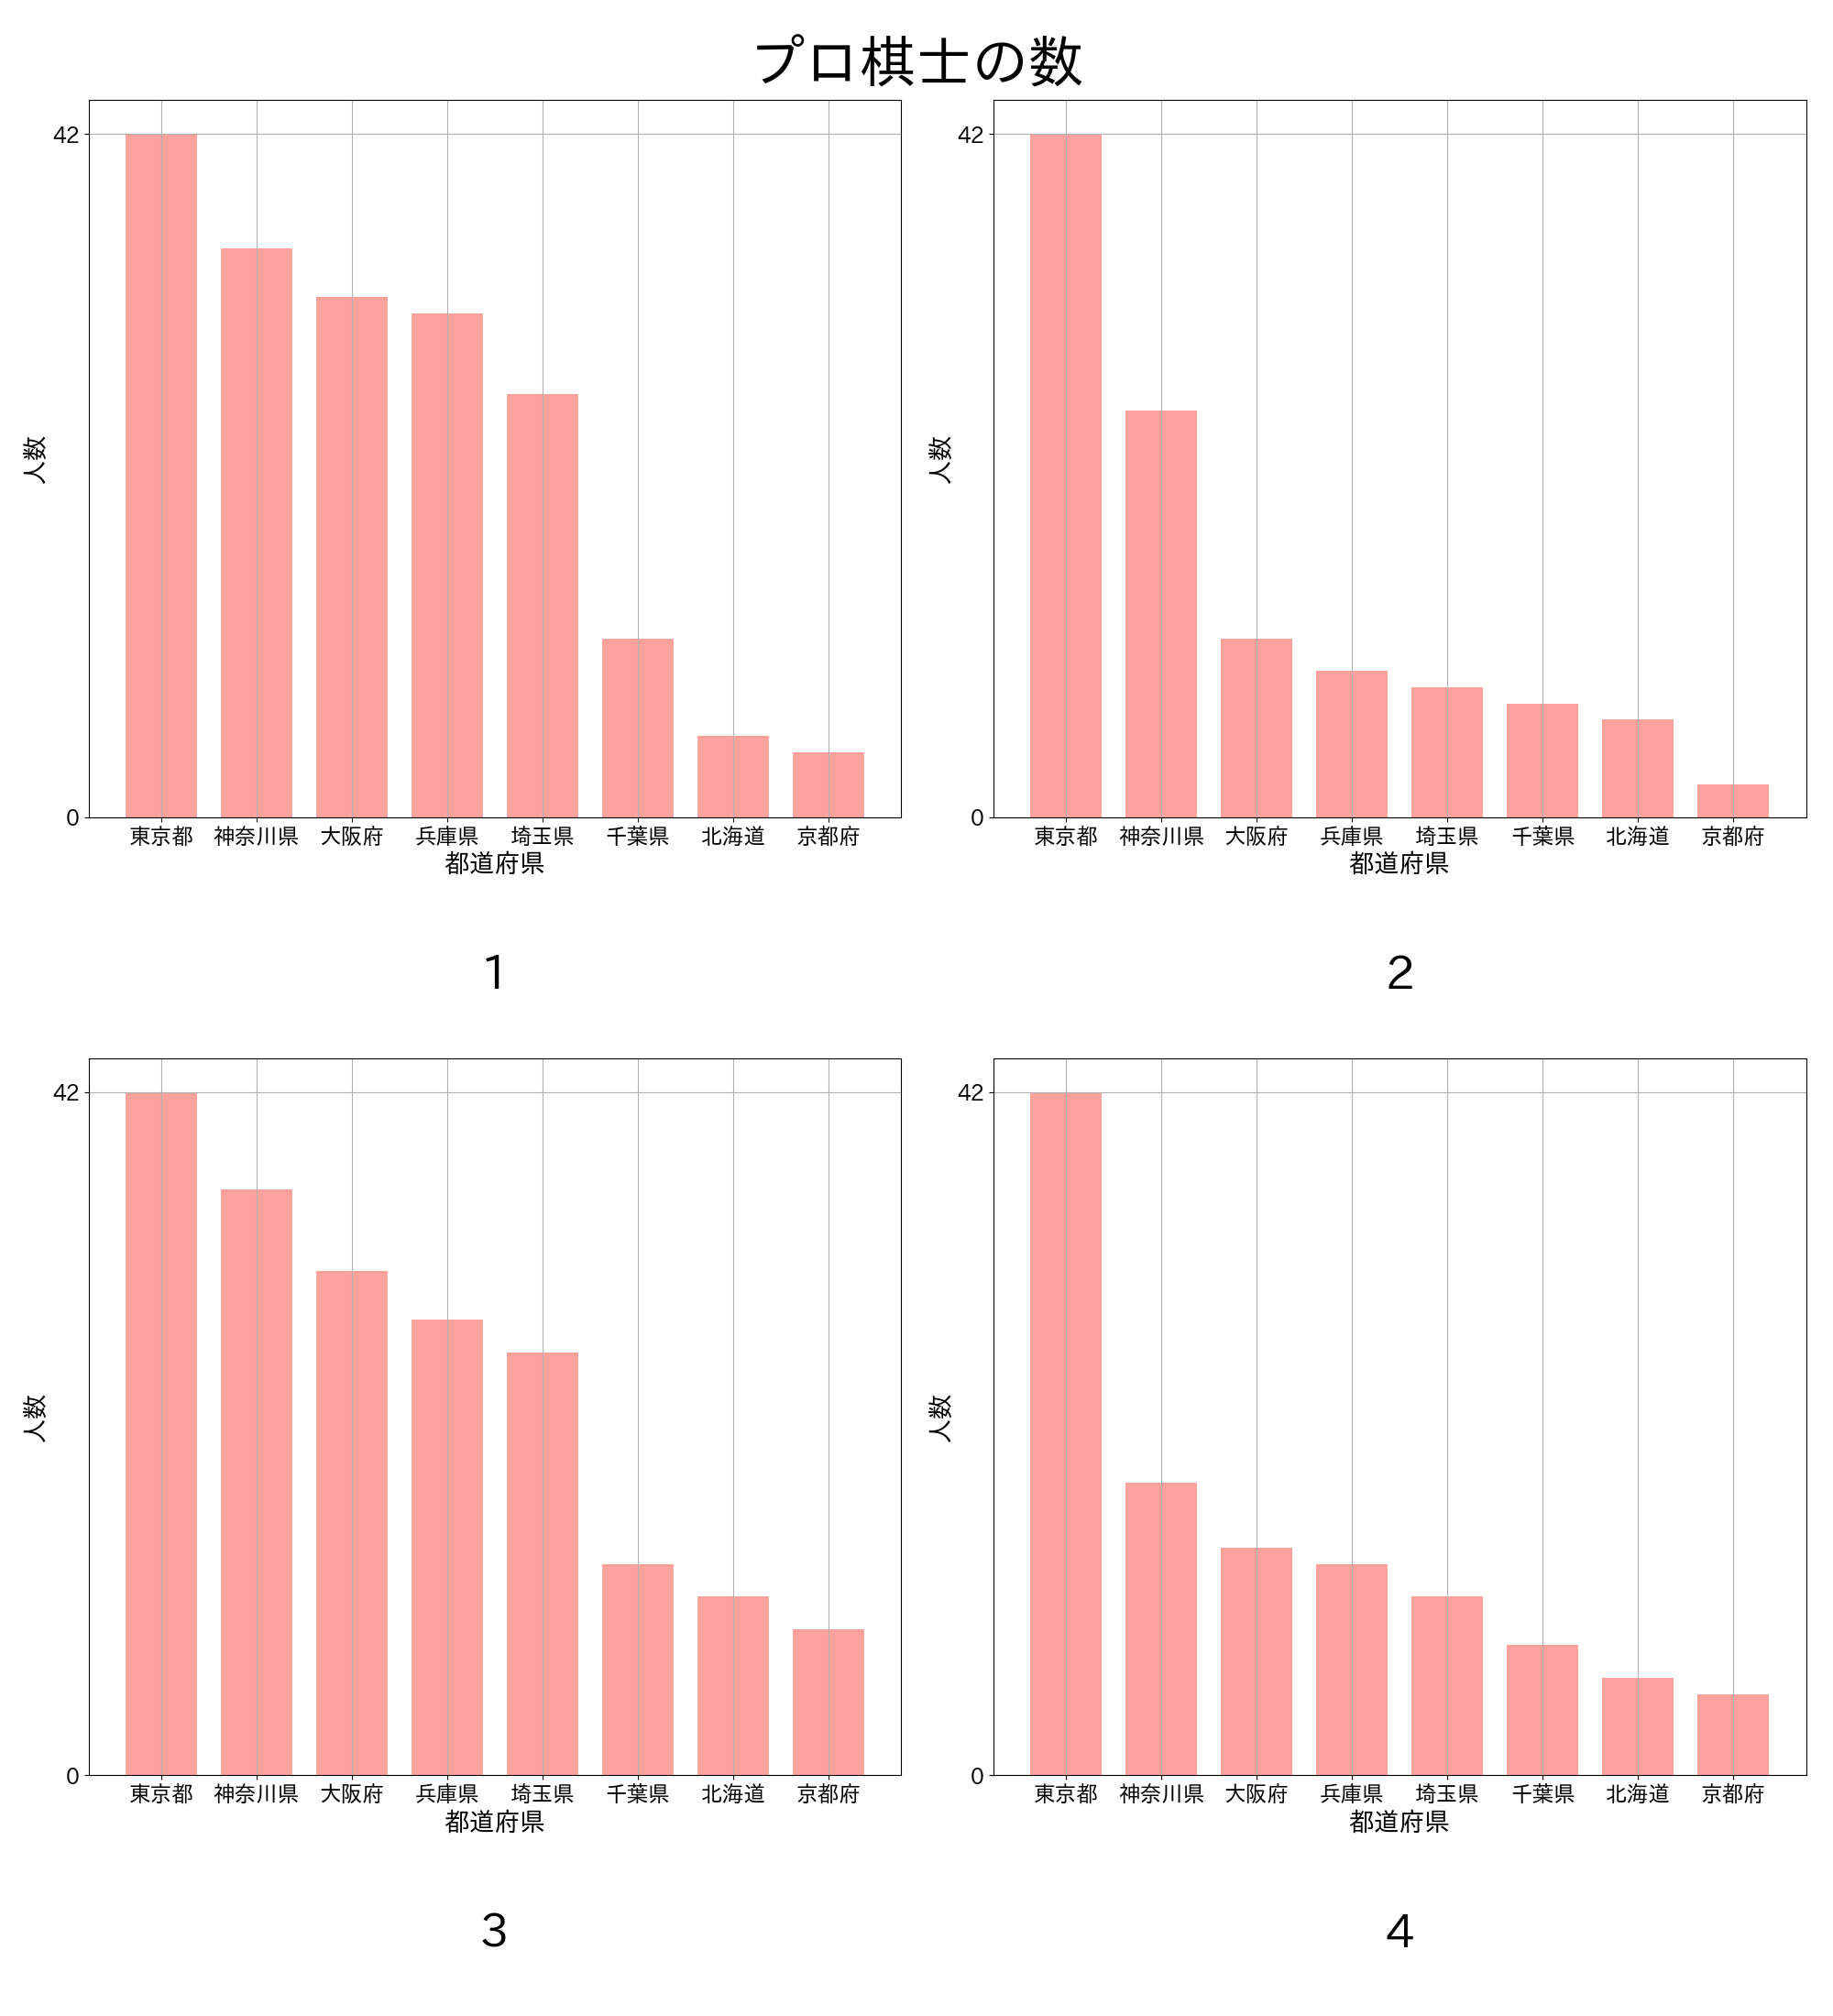 プロ棋士の数
42
0
人数
東京都 神奈川県 大阪府 兵庫県 埼玉県 千葉県 北海道 京都府
都道府県
1
42
0
人数
東京都 神奈川県 大阪府 兵庫県 埼玉県 千葉県 北海道 京都府
都道府県
2
42
0
人数
東京都 神奈川県 大阪府 兵庫県 埼玉県 千葉県 北海道 京都府
都道府県
3
42
0
人数
東京都 神奈川県 大阪府 兵庫県 埼玉県 千葉県 北海道 京都府
都道府県
4